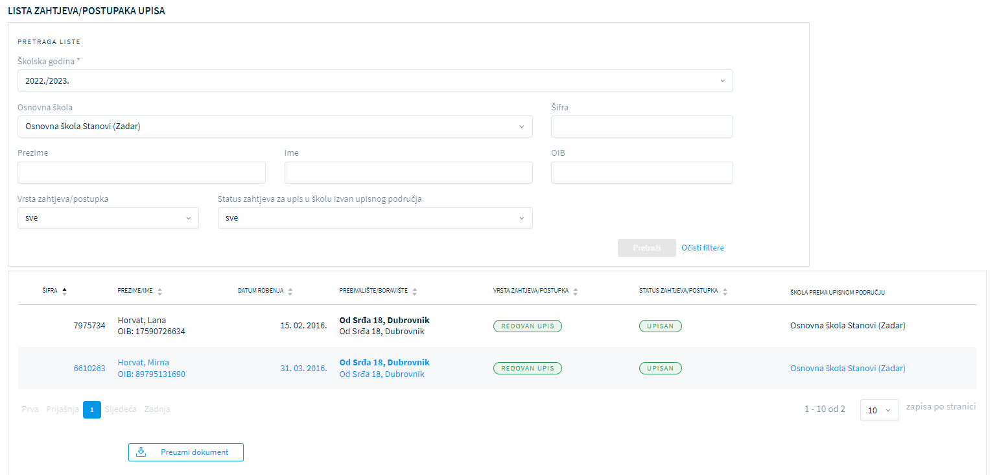 LISTA ZAHTJEVA/POSTUPAKA UPISA
PRETRAGA LISTE
Školska godina *
2022./2023.
Osnovna škola
Šifra
Osnovna škola Stanovi (Zadar)
Prezime
Ime
OIB
Vrsta zahtjeva/postupka
Status zahtjeva za upis u školu izvan upisnog područja
sve
sve
Pretraži
Očisti filtere
ŠIFRA
PREZIME/IME
DATUM ROĐENJA
PREBIVALIŠTE/BORAVIŠTE
VRSTA ZAHTJEVA/POSTUPKA
STATUS ZAHTJEVA/POSTUPKA
ŠKOLA PREMA UPISNOM PODRUČJU
7975734
Horvat, Lana
OIB: 17590726634
15. 02. 2016.
Od Srđa 18, Dubrovnik
Od Srđa 18, Dubrovnik
REDOVAN UPIS
UPISAN
Osnovna škola Stanovi (Zadar)
6610263
Horvat, Mirna
OIB: 89795131690
31. 03. 2016.
Od Srđa 18, Dubrovnik
Od Srđa 18, Dubrovnik
REDOVAN UPIS
UPISAN
Osnovna škola Stanovi (Zadar)
Prva Prijašnja 1 Sljedeća Zadnja
1 - 10 od 2
10
zapisa po stranici
Preuzmi dokument